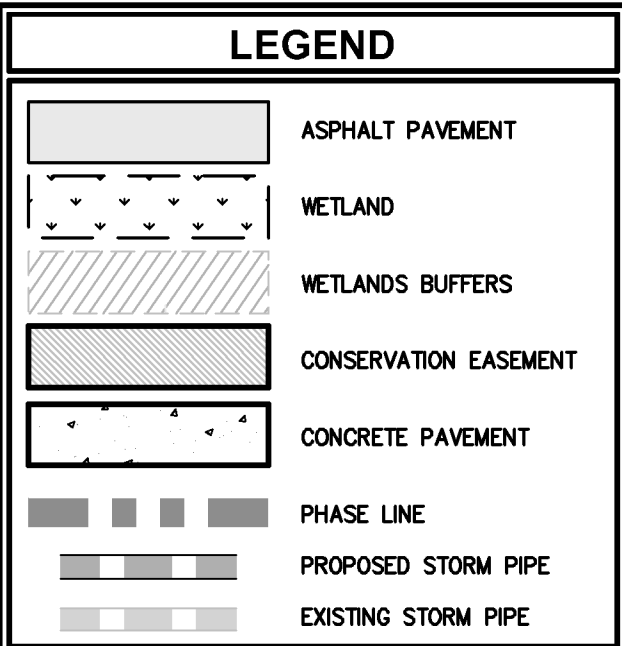 LEGEND
ASPHALT PAVEMENT
WETLAND
WETLANDS BUFFERS
CONSERVATION EASEMENT
CONCRETE PAVEMENT
PHASE LINE
PROPOSED STORM PIPE
EXISTING STORM PIPE